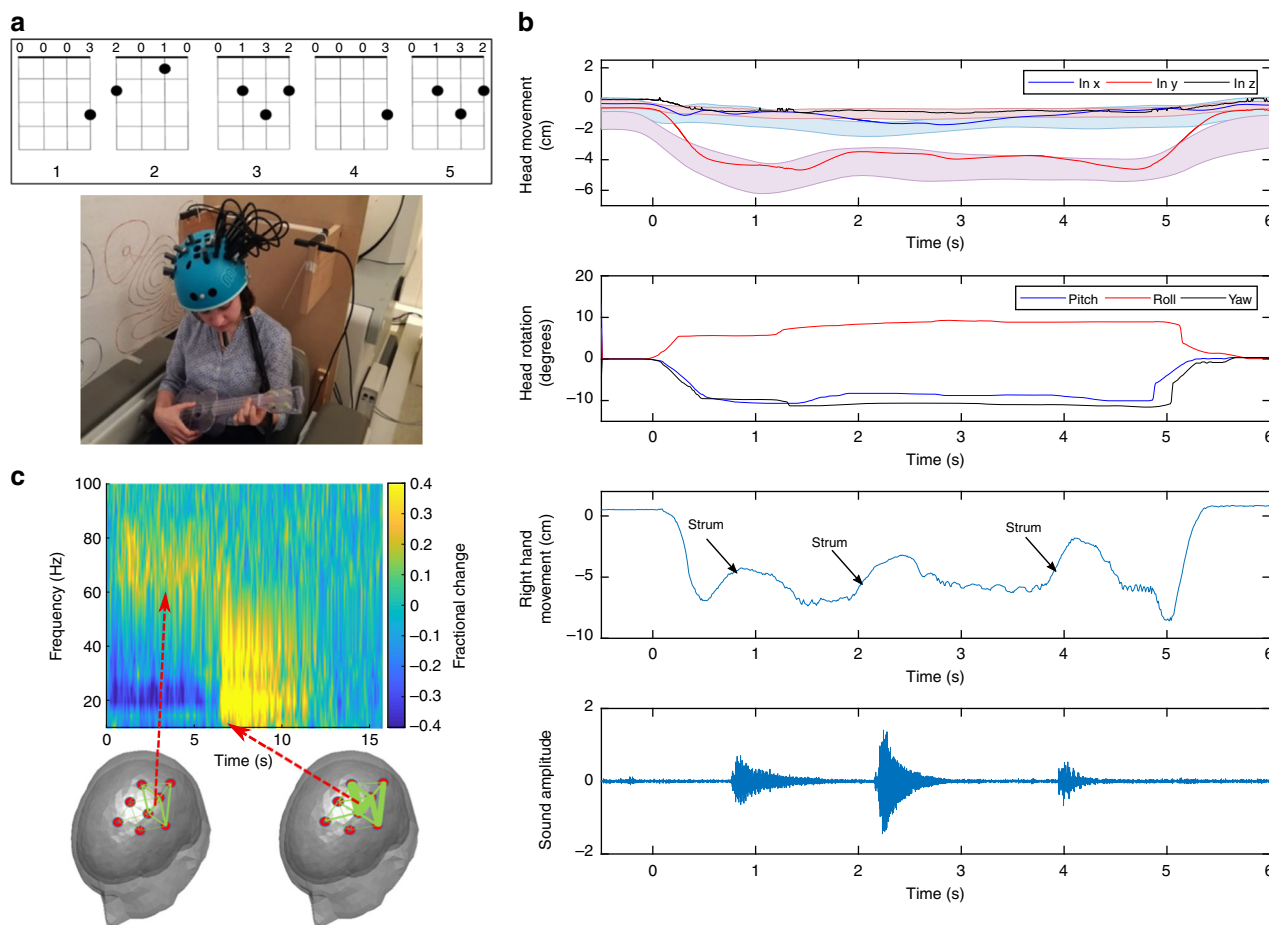 a
0 0 0 3 2 0 1 0 0 1 3 2 0 0 0 3 0 1 3 2
1 2 3 4 5
b
2
0
−2
−4
−6
Head movement
(cm)
In x In y In z
0 1 2 3 4 5 6
Time (s)
20
10
0
−10
Head rotation
(degrees)
Pitch Roll Yaw
0 1 2 3 4 5 6
Time (s)
0
−5
−10
Right hand
movement (cm)
Strum
Strum
Strum
0 1 2 3 4 5 6
Time (s)
2
0
−2
Sound amplitude
0 1 2 3 4 5 6
Time (s)
c
100
80
60
40
20
Frequency (Hz)
0 5 10 15
Time (s)
0.4
0.3
0.2
0.1
0
−0.1
−0.2
−0.3
−0.4
Fractional change